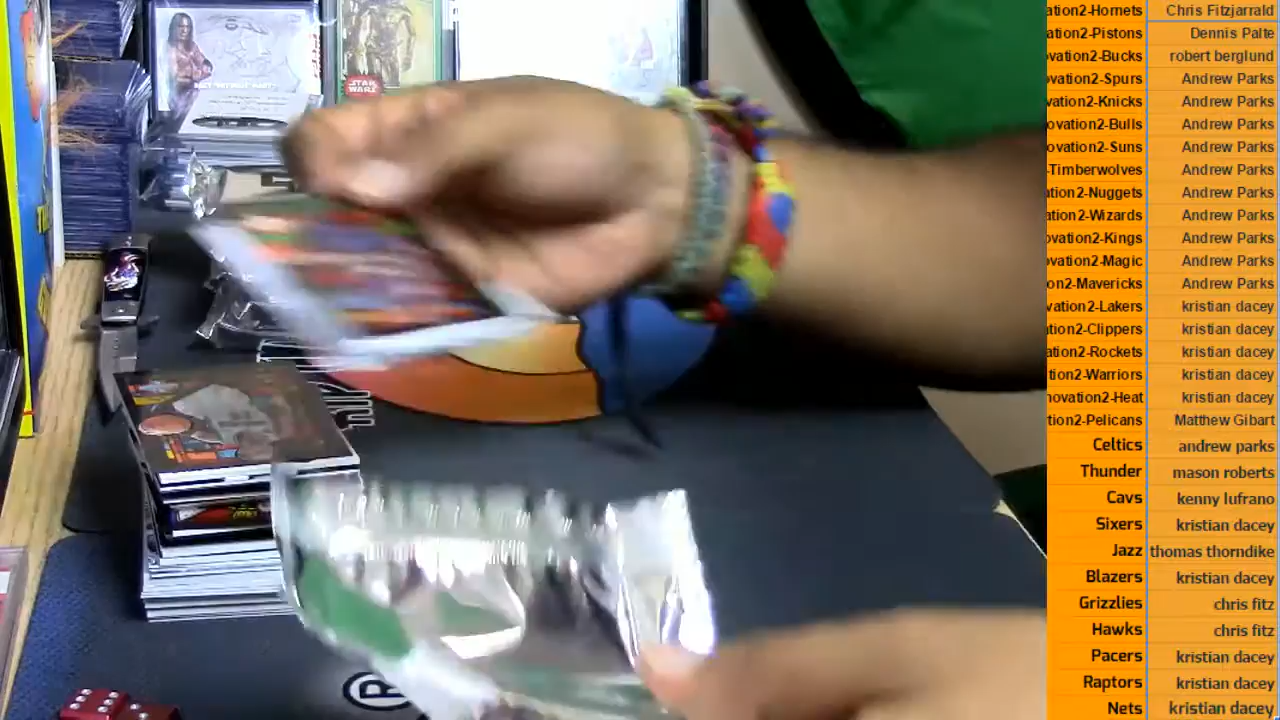 ation2-Hornets Chris Fitzjarrald
ation2-Pistons Dennis Palte
ation2-Bucks robert berglund
ovation2-Spurs Andrew Parks
ovation2-Knicks Andrew Parks
ovation2-Bulls Andrew Parks
ovation2-Suns Andrew Parks
-Timberwolves Andrew Parks
ation2-Nuggets Andrew Parks
ation2-Wizards Andrew Parks
ovation2-Kings Andrew Parks
ovation2-Magic Andrew Parks
on2-Mavericks Andrew Parks
ovation2-Lakers kristian dacey
ation2-Clippers kristian dacey
ation2-Rockets kristian dacey
tion2-Warriors kristian dacey
novation2-Heat kristian dacey
tion2-Pelicans Matthew Gibart
Celtics andrew parks
Thunder mason roberts
Cavs kenny lufrano
Sixers kristian dacey
Jazz thomas thorndike
Blazers kristian dacey
Grizzlies chris fitz
Hawks chris fitz
Pacers kristian dacey
Raptors kristian dacey
Nets kristian dacey
STAR WARS
®